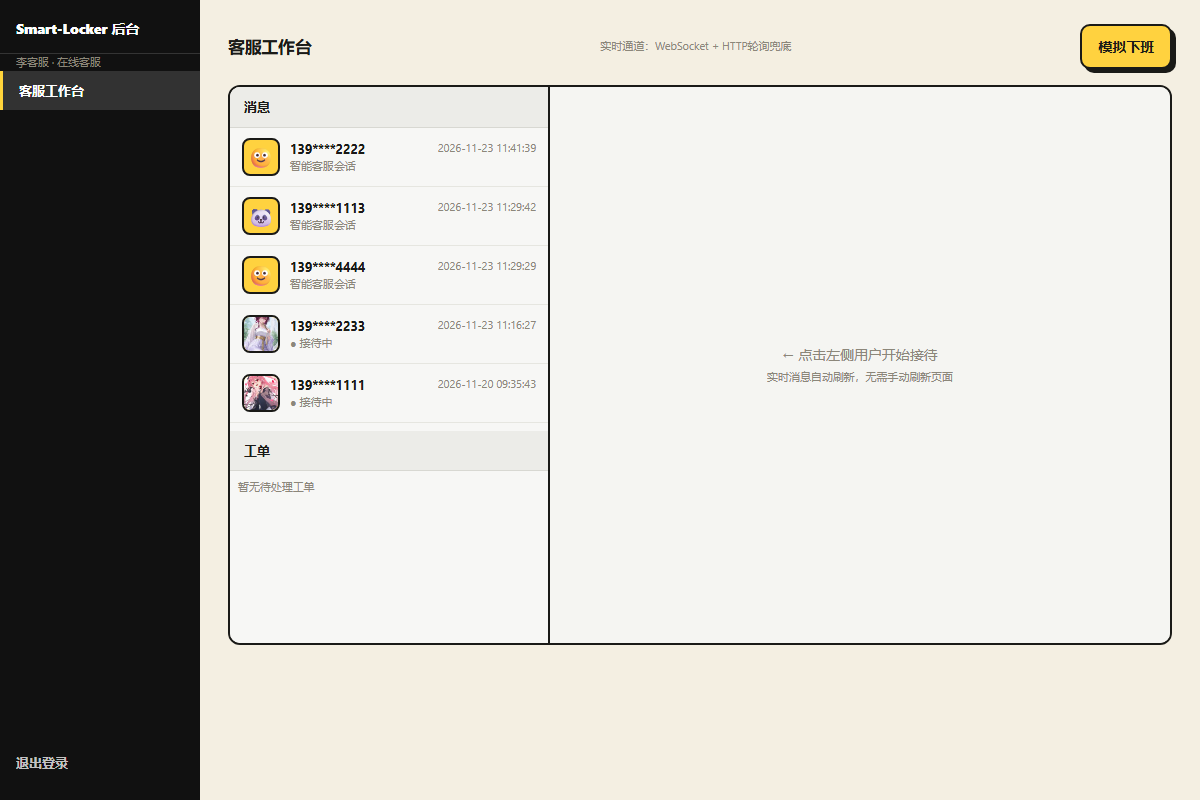 Smart-Locker 后台
李客服 · 在线客服
客服工作台
退出登录
客服工作台
实时通道：WebSocket + HTTP轮询兜底
模拟下班
消息
139****2222
2026-11-23 11:41:39
智能客服会话
139****1113
2026-11-23 11:29:42
智能客服会话
139****4444
2026-11-23 11:29:29
智能客服会话
139****2233
2026-11-23 11:16:27
● 接待中
139****1111
2026-11-20 09:35:43
● 接待中
工单
暂无待处理工单
← 点击左侧用户开始接待
实时消息自动刷新，无需手动刷新页面